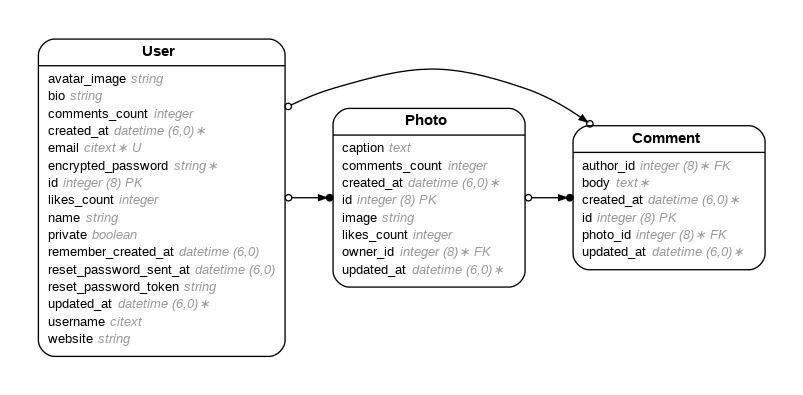 User
avatar_image string
bio string
comments_count integer
created_at datetime (6,0)∗
email citext∗ U
encrypted_password string∗
id integer (8) PK
likes_count integer
name string
private boolean
remember_created_at datetime (6,0)
reset_password_sent_at datetime (6,0)
reset_password_token string
updated_at datetime (6,0)∗
username citext
website string
Photo
caption text
comments_count integer
created_at datetime (6,0)∗
id integer (8) PK
image string
likes_count integer
owner_id integer (8)∗ FK
updated_at datetime (6,0)∗
Comment
author_id integer (8)∗ FK
body text∗
created_at datetime (6,0)∗
id integer (8) PK
photo_id integer (8)∗ FK
updated_at datetime (6,0)∗